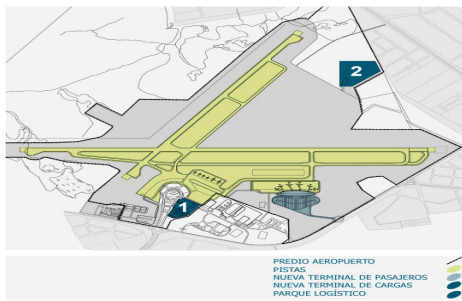 2
1
PREDIO AEROPUERTO
PISTAS
NUEVA TERMINAL DE PASAJEROS
NUEVA TERMINAL DE CARGAS
PARQUE LOGÍSTICO